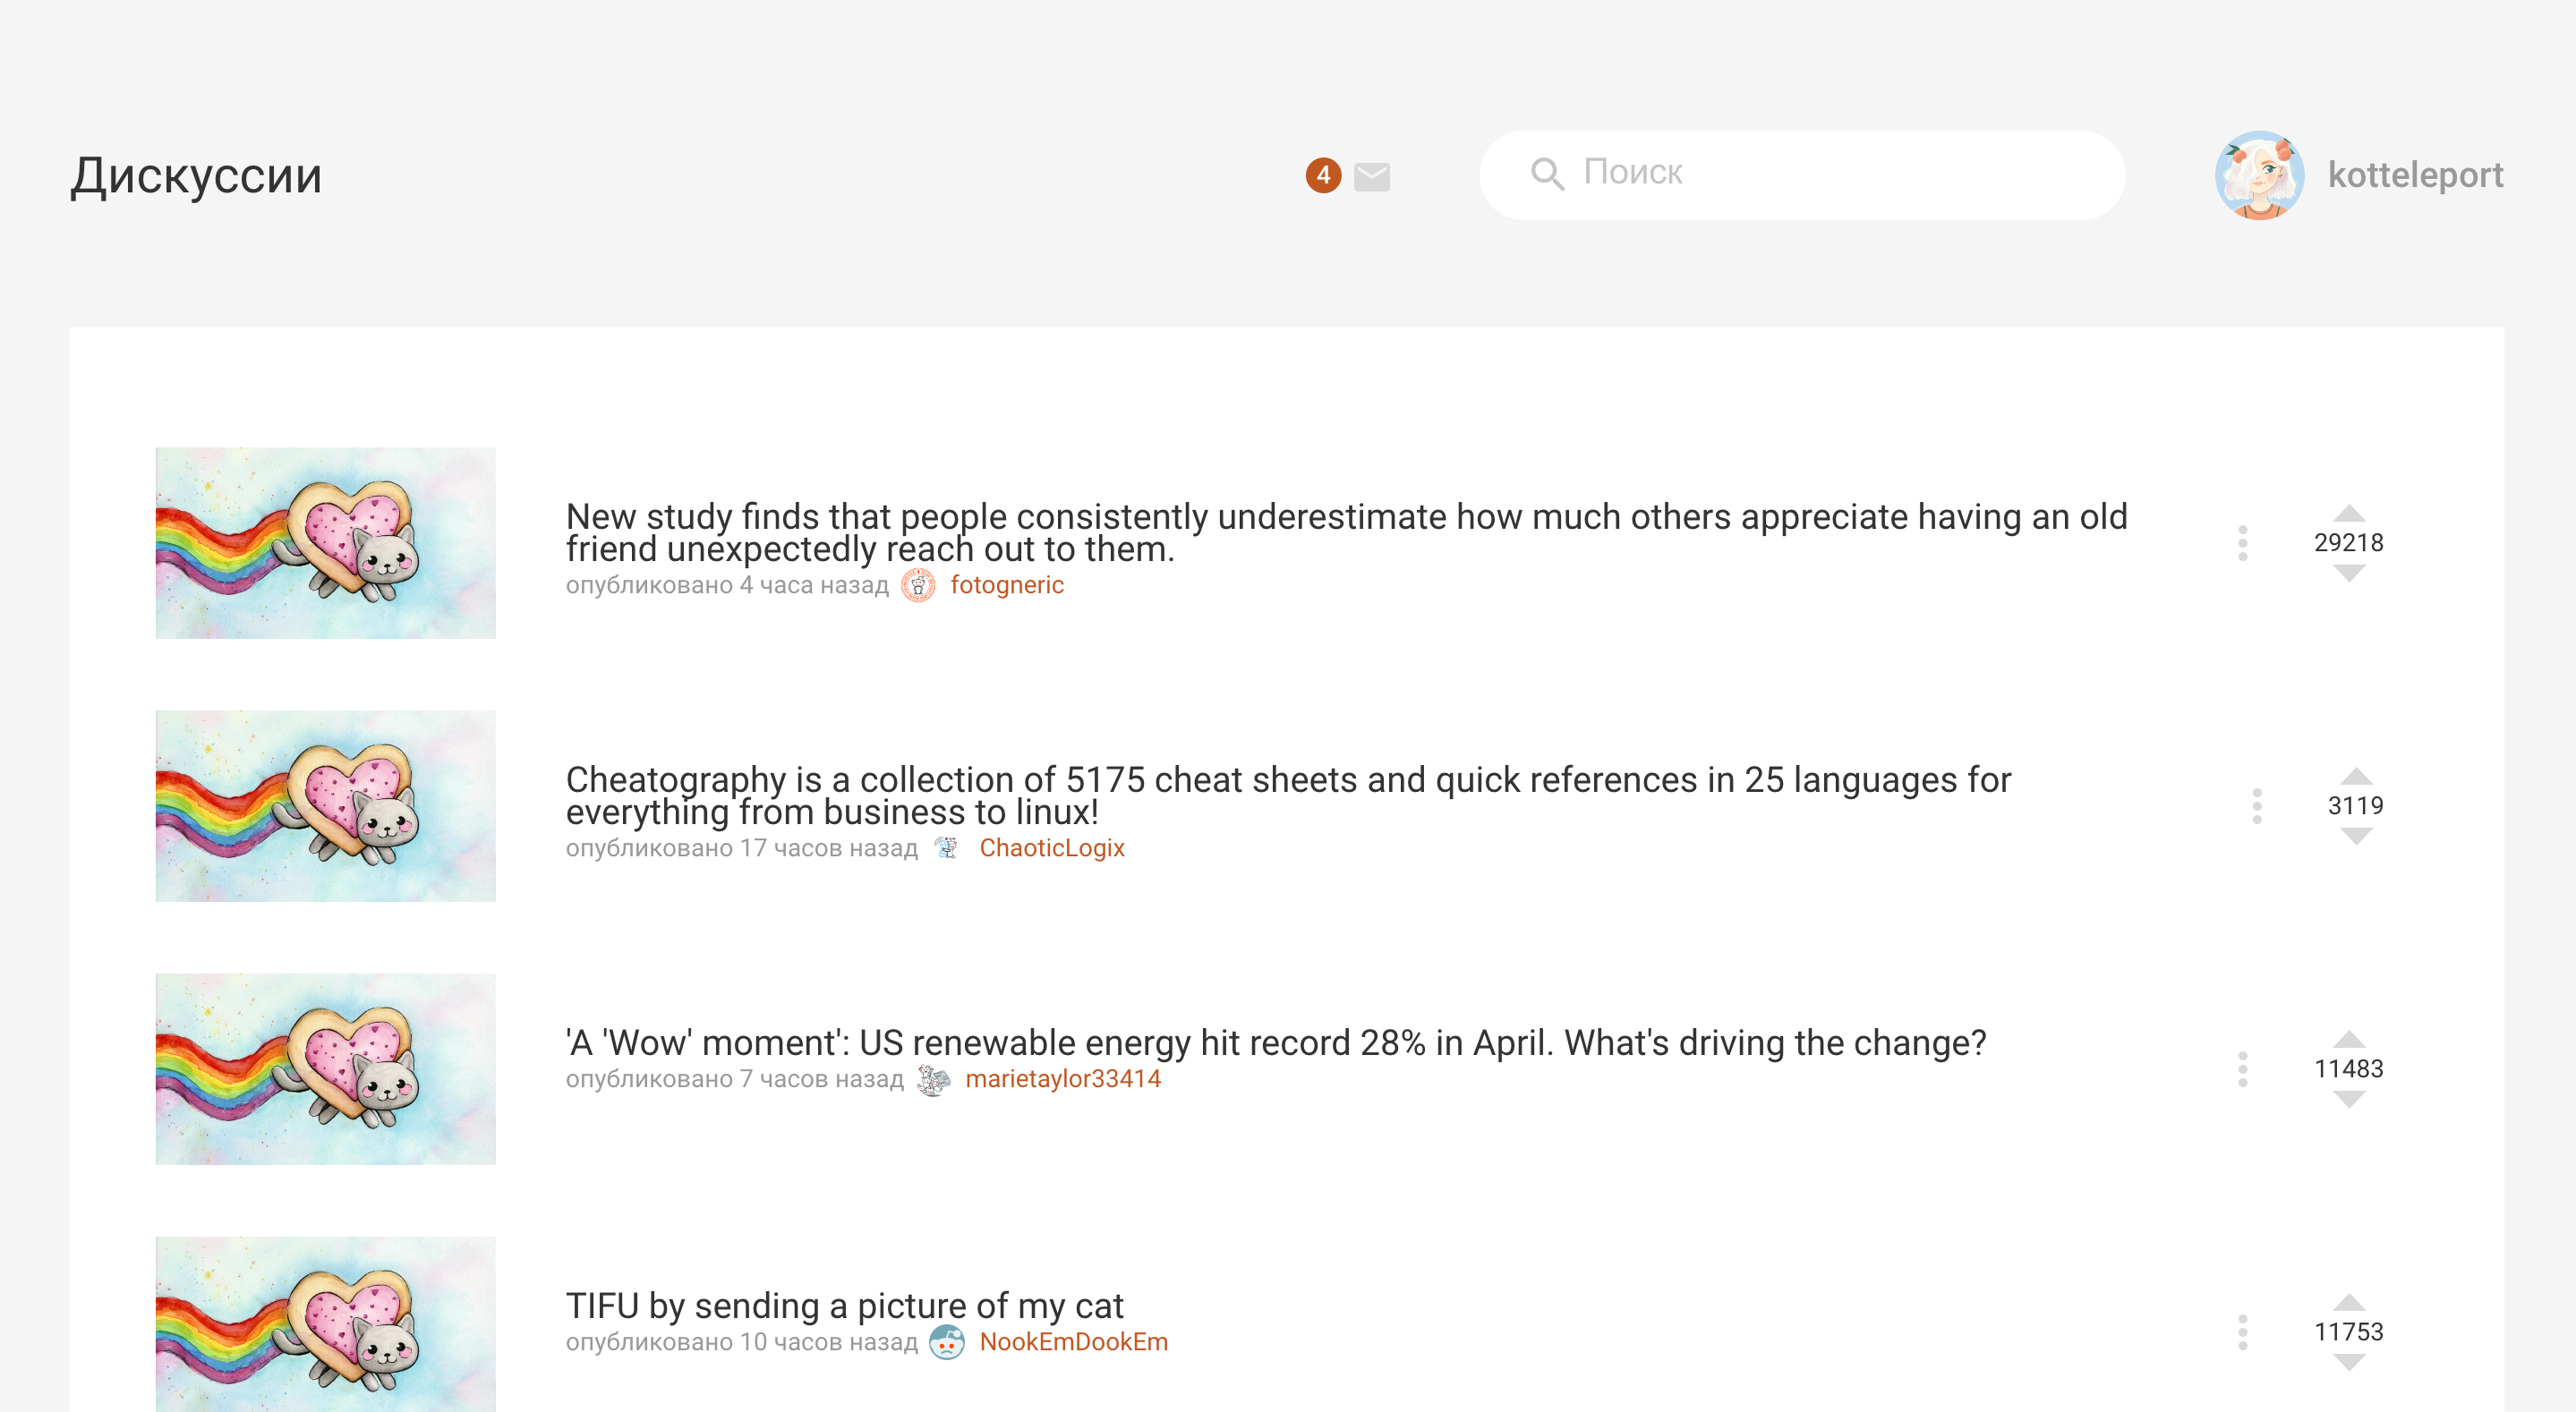 Дискуссии
4
Поиск
kotteleport
New study finds that people consistently underestimate how much others appreciate having an old
friend unexpectedly reach out to them.
опубликовано 4 часа назад fotogneric
29218
Cheatography is a collection of 5175 cheat sheets and quick references in 25 languages for
everything from business to linux!
опубликовано 17 часов назад ChaoticLogix
3119
'A 'Wow' moment': US renewable energy hit record 28% in April. What's driving the change?
опубликовано 7 часов назад marietaylor33414
11483
TIFU by sending a picture of my cat
опубликовано 10 часов назад NookEmDookEm
11753